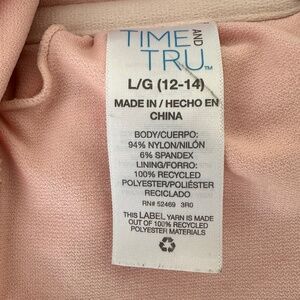 TIME AND
TRU™
L/G (12-14)
MADE IN / HECHO EN
CHINA
BODY/CUERPO:
94% NYLON/NILÓN
6% SPANDEX
LINING/FORRO:
100% RECYCLED
POLYESTER/POLIÉSTER
RECICLADO
RN# 52469 3R0
THIS LABEL YARN IS MADE
OUT OF 100% RECYCLED
POLYESTER MATERIALS